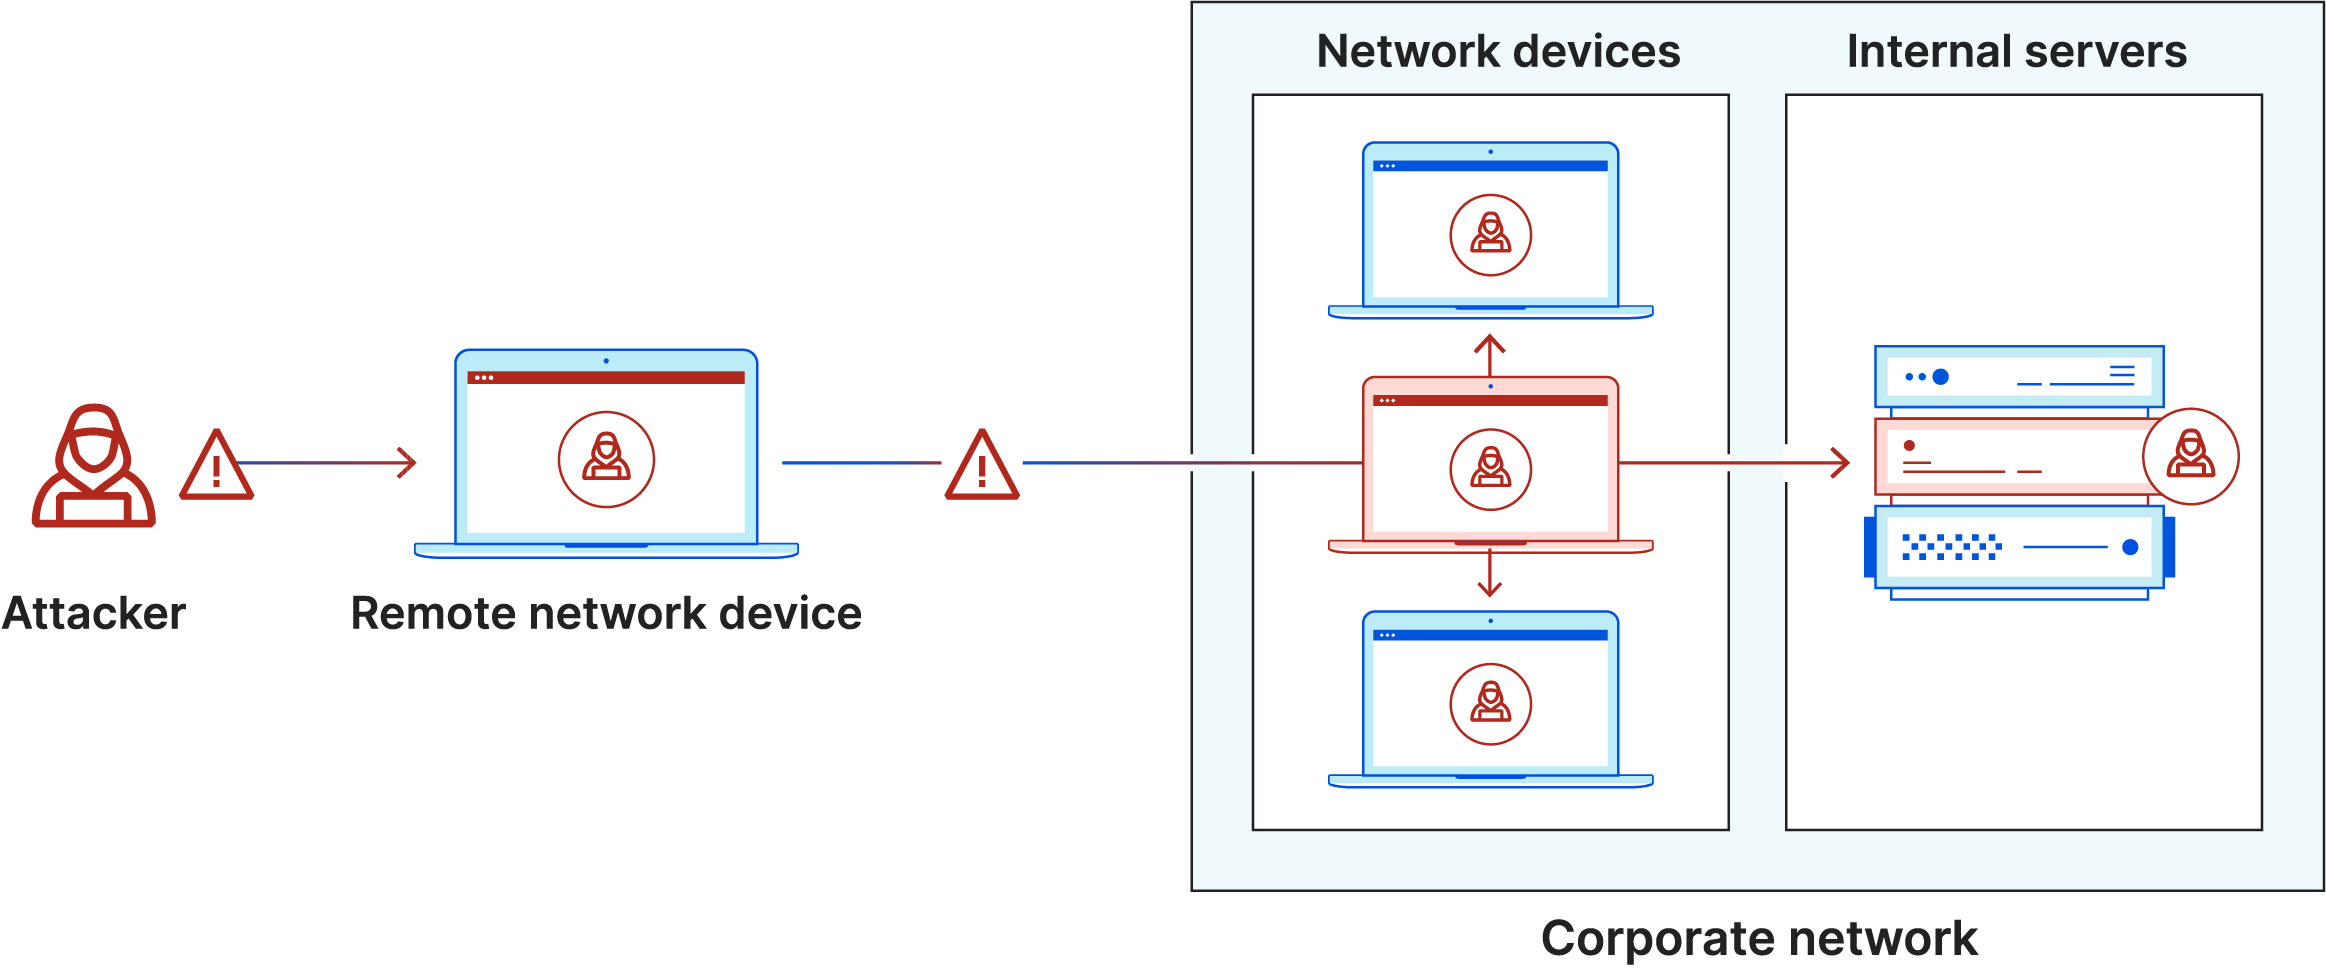 Network devices
Internal servers
Attacker
Remote network device
Corporate network